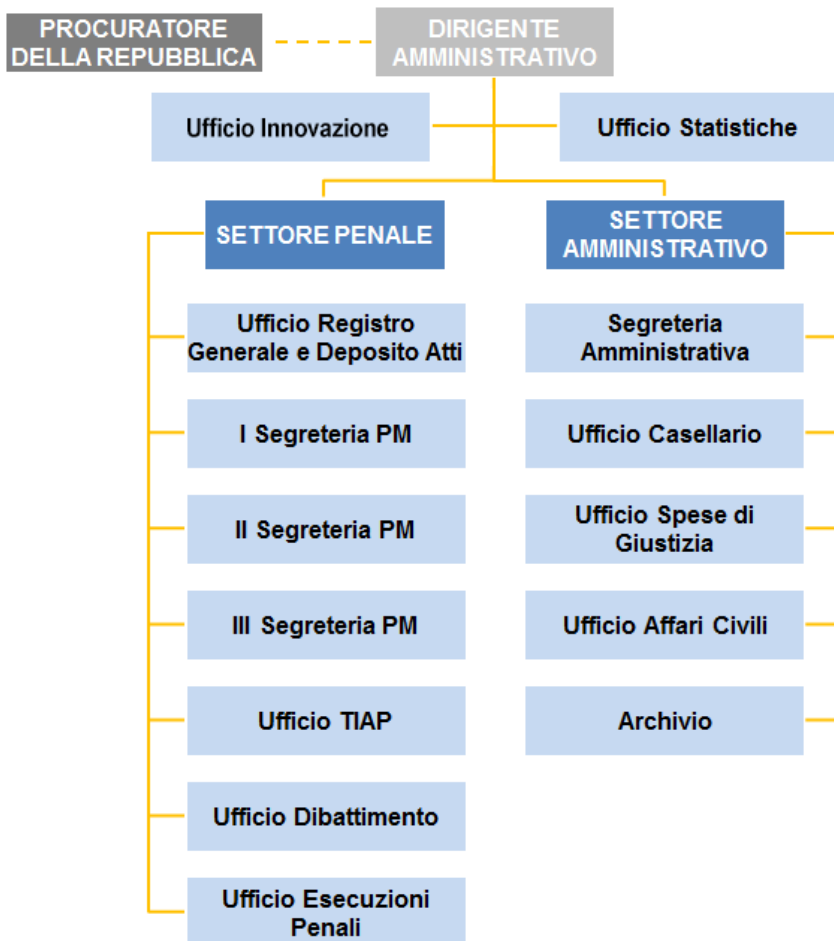 PROCURATORE
DELLA REPUBBLICA
DIRIGENTE
AMMINISTRATIVO
Ufficio Innovazione
Ufficio Statistiche
SETTORE PENALE
SETTORE
AMMINISTRATIVO
Ufficio Registro
Generale e Deposito Atti
I Segreteria PM
II Segreteria PM
III Segreteria PM
Ufficio TIAP
Ufficio Dibattimento
Ufficio Esecuzioni
Penali
Segreteria
Amministrativa
Ufficio Casellario
Ufficio Spese di
Giustizia
Ufficio Affari Civili
Archivio